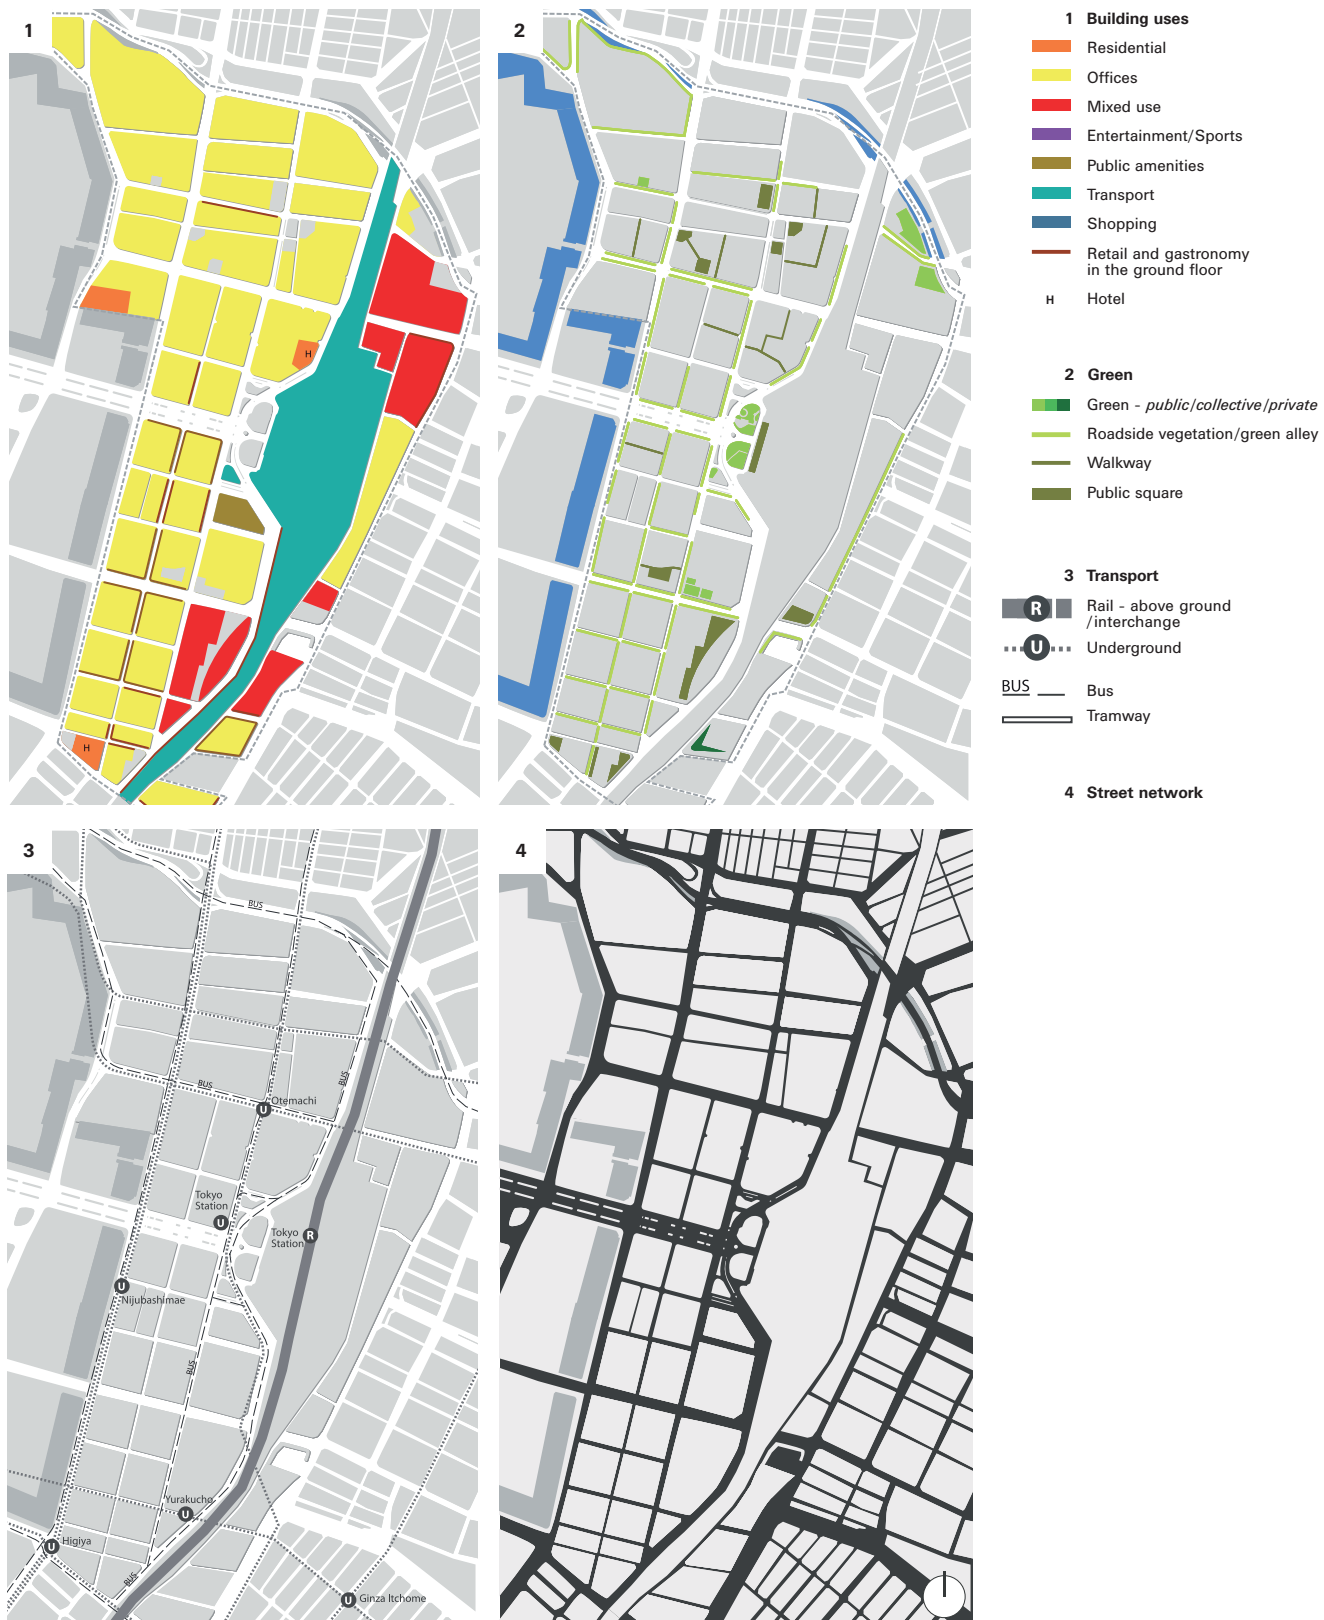 1
2
1 Building uses
Residential
Offices
Mixed use
Entertainment/Sports
Public amenities
Transport
Shopping
Retail and gastronomy
in the ground floor
H Hotel
2 Green
Green - public/collective/private
Roadside vegetation/green alley
Walkway
Public square
3 Transport
R Rail - above ground
/interchange
U Underground
BUS Bus
Tramway
4 Street network
H
H
3
4
BUS
BUS
BUS
Otemachi
U
Tokyo
Station
U
Tokyo
Station R
U
Nijubashimae
BUS
Yurakucho
U
U Higiya
BUS
U Ginza Itchome